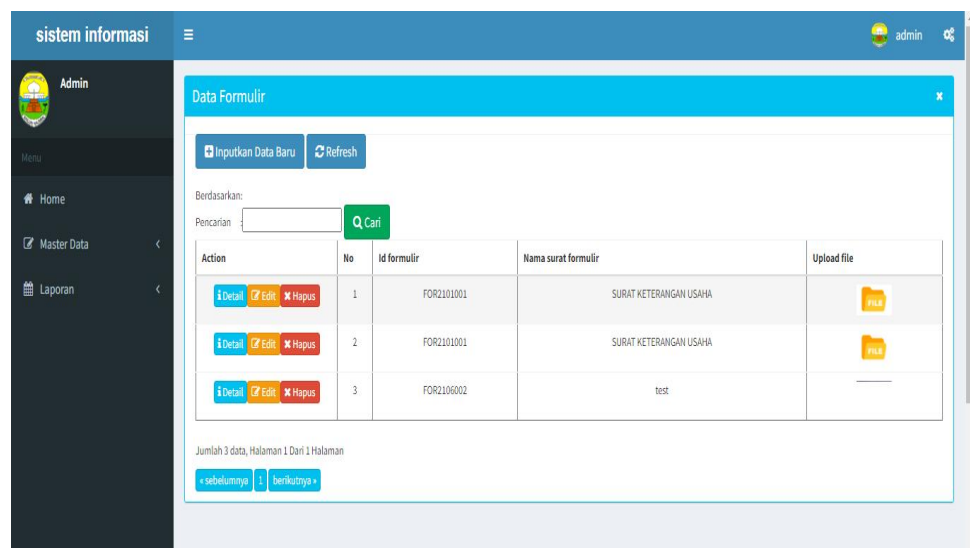 sistem informasi
admin
Admin
Menu
Home
Master Data
Laporan
Data Formulir
Inputkan Data Baru Refresh
Berdasarkan:
Pencarian : Cari
Action No Id formulir Nama surat formulir Upload file
Detail Edit Hapus 1 FOR2101001 SURAT KETERANGAN USAHA FILE
Detail Edit Hapus 2 FOR2101001 SURAT KETERANGAN USAHA FILE
Detail Edit Hapus 3 FOR2106002 test
Jumlah 3 data, Halaman 1 Dari 1 Halaman
« sebelumnya 1 berikutnya »